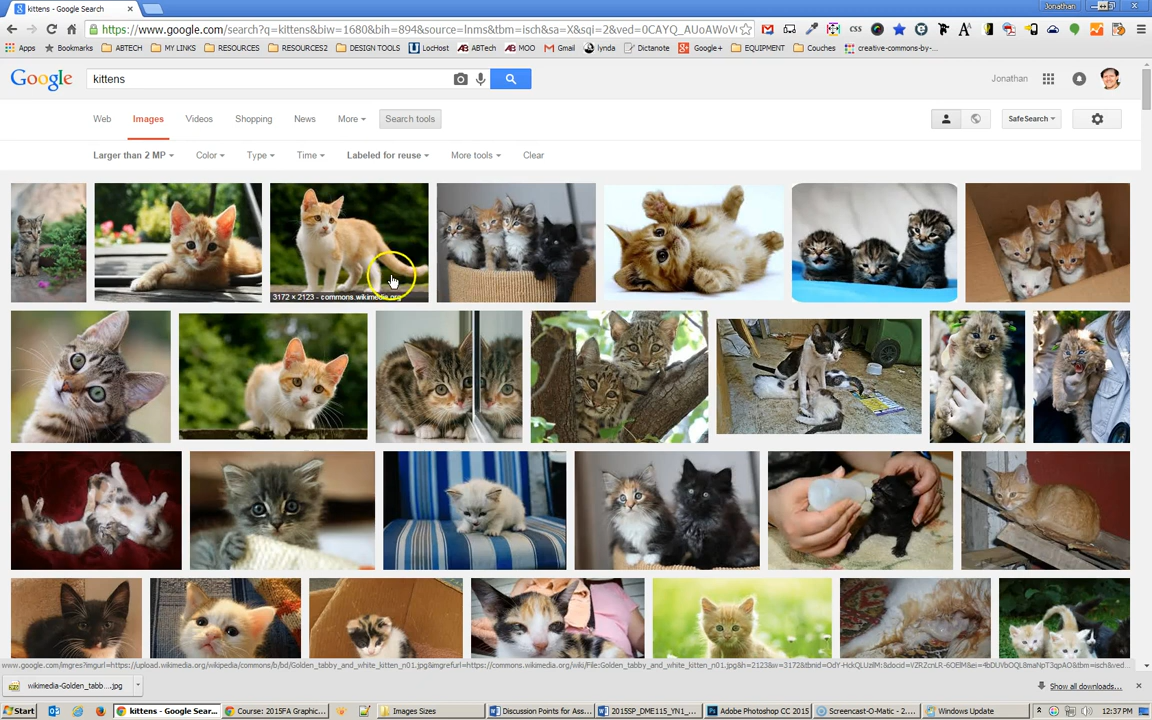 kittens - Google Search
Jonathan
https://www.google.com/search?q=kittens&biw=1680&bih=894&source=lnms&tbm=isch&sa=X&sqi=2&ved=0CAYQ_AUoAWoV
Apps Bookmarks ABTECH MY LINKS RESOURCES RESOURCES2 DESIGN TOOLS LocHost ABTech MOO Gmail lynda Dictanote Google+ EQUIPMENT Couches creative-commons-by-...
Google kittens Jonathan
Web Images Videos Shopping News More Search tools SafeSearch
Larger than 2 MP Color Type Time Labeled for reuse More tools Clear
3172 × 2123 - commons.wikimedia.org
wikimedia-Golden_tabb....jpg Show all downloads...
Start kittens - Google Sear... Course: 2015FA Graphic... Images Sizes Discussion Points for Ass... 2015SP_DME115_YN1_... Adobe Photoshop CC 2015 Screencast-O-Matic - 2.... Windows Update 12:37 PM